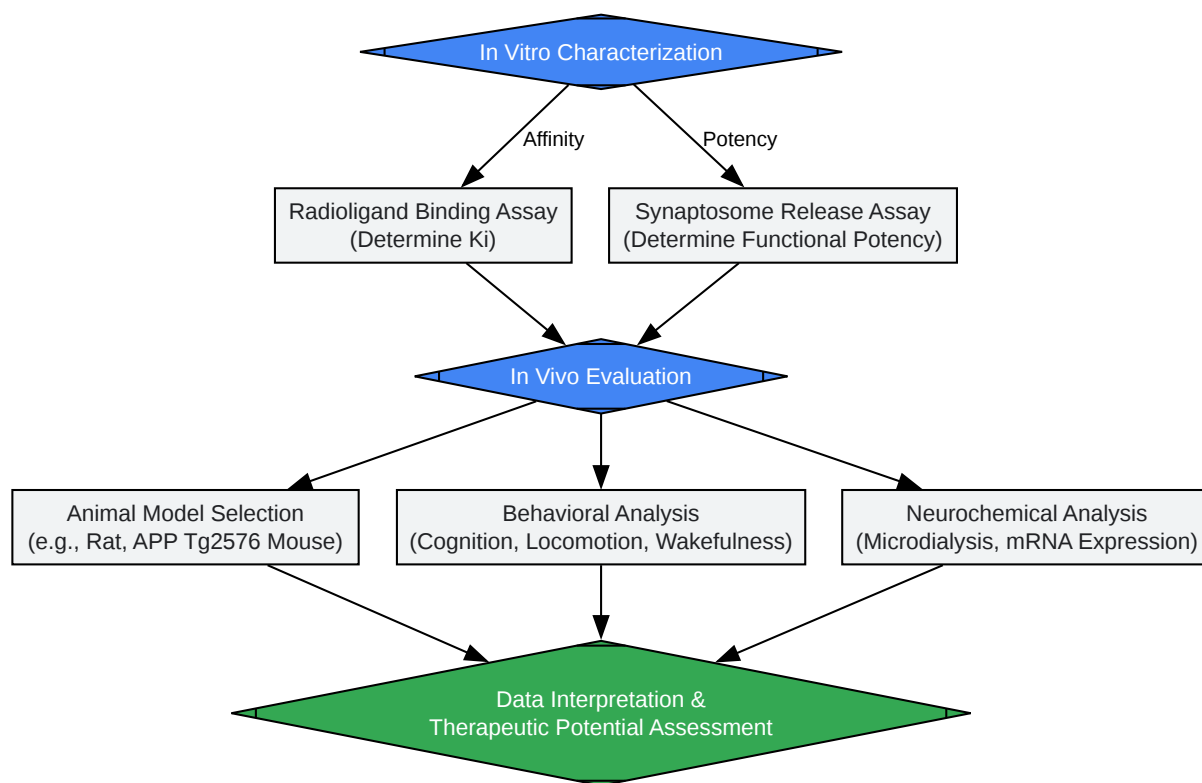 In Vitro Characterization
Affinity
Potency
Radioligand Binding Assay
(Determine Ki)
Synaptosome Release Assay
(Determine Functional Potency)
In Vivo Evaluation
Animal Model Selection
(e.g., Rat, APP Tg2576 Mouse)
Behavioral Analysis
(Cognition, Locomotion, Wakefulness)
Neurochemical Analysis
(Microdialysis, mRNA Expression)
Data Interpretation &
Therapeutic Potential Assessment